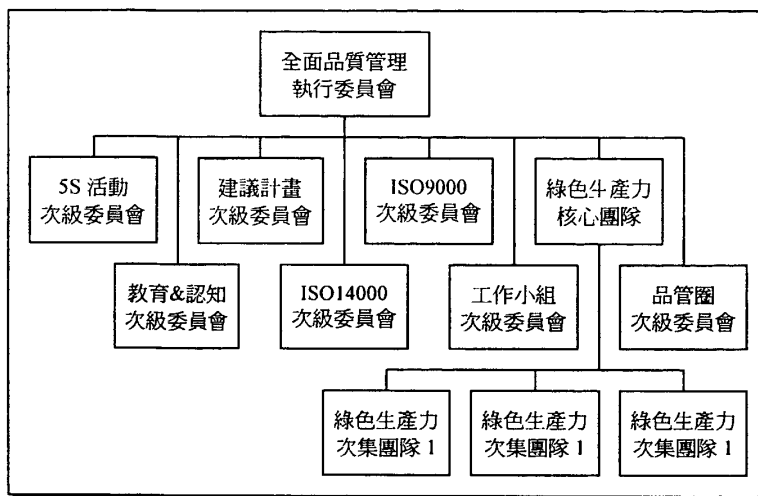 全面品質管理
執行委員會
5S 活動
次級委員會
建議計畫
次級委員會
ISO9000
次級委員會
綠色生產力
核心團隊
教育&認知
次級委員會
ISO14000
次級委員會
工作小組
次級委員會
品管圈
次級委員會
綠色生產力
次集團隊 1
綠色生產力
次集團隊 1
綠色生產力
次集團隊 1